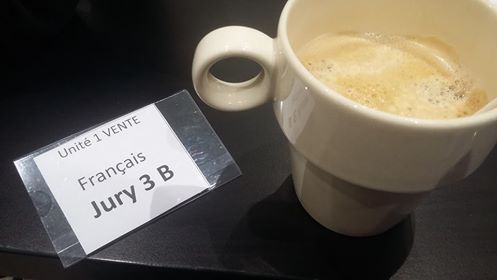 Unité 1 VENTE
Français
Jury 3 B